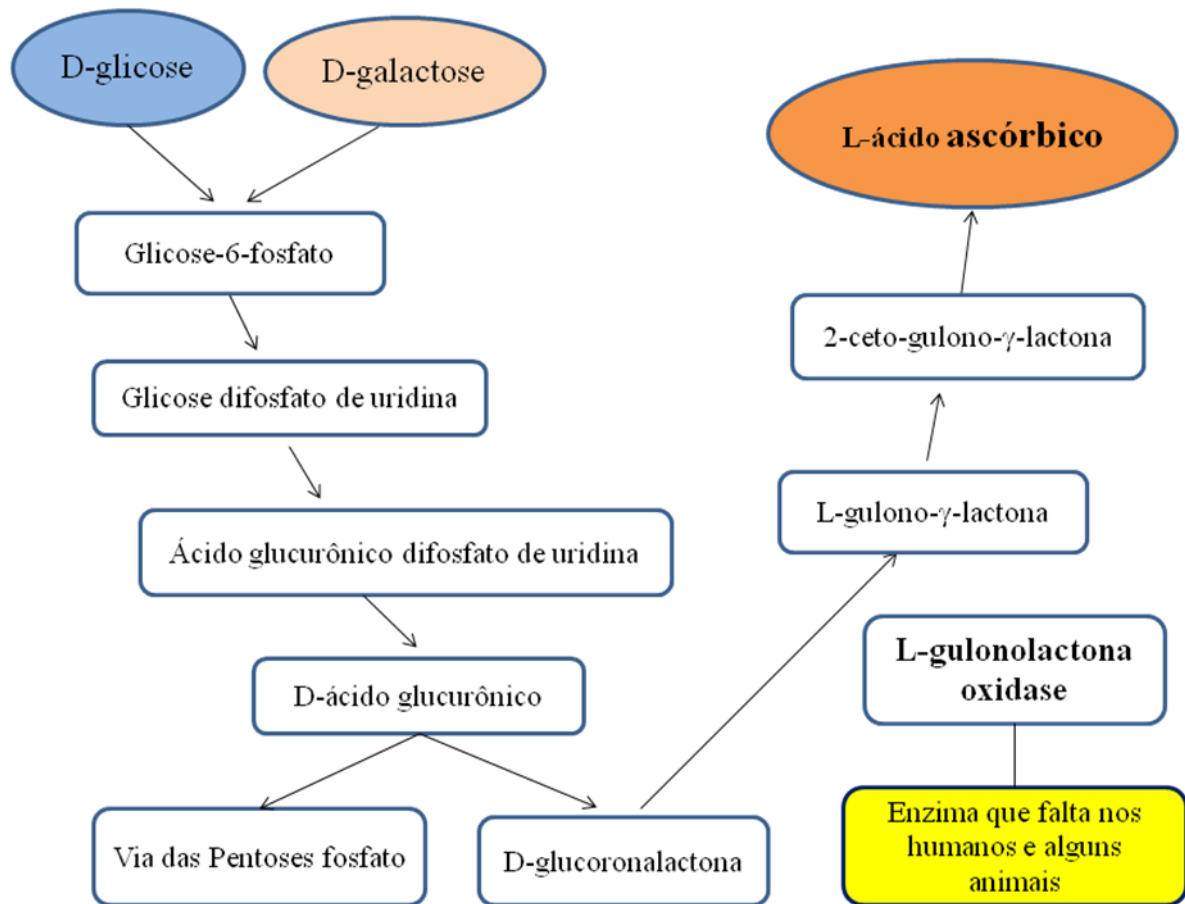 D-glicose
D-galactose
Glicose-6-fosfato
Glicose difosfato de uridina
Ácido glucurônico difosfato de uridina
D-ácido glucurônico
Via das Pentoses fosfato
D-glucoronalactona
L-ácido ascórbico
2-ceto-gulono-γ-lactona
L-gulono-γ-lactona
L-gulonolactona
oxidase
Enzima que falta nos
humanos e alguns
animais